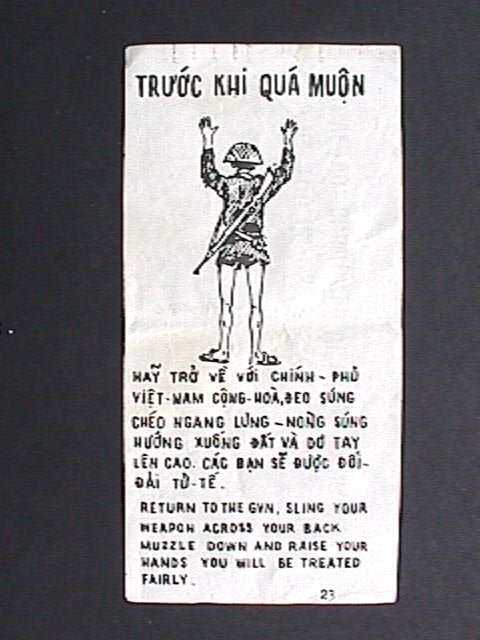 TRƯỚC KHI QUÁ MUỘN
HAỸ TRỞ VỀ VỚI CHÍNH-PHỦ
VIỆT-NAM CỘNG-HOÀ, ĐEO SÚNG
CHÉO NGANG LƯNG-NÒNG SÚNG
HƯỚNG XUỐNG ĐẤT VÀ DƠ TAY
LÊN CAO. CÁC BẠN SẼ ĐƯỢC ĐỐI-
ĐẢI TỬ-TẾ.
RETURN TO THE GVN, SLING YOUR
WEAPON ACROSS YOUR BACK
MUZZLE DOWN AND RAISE YOUR
HANDS YOU WILL BE TREATED
FAIRLY.
23